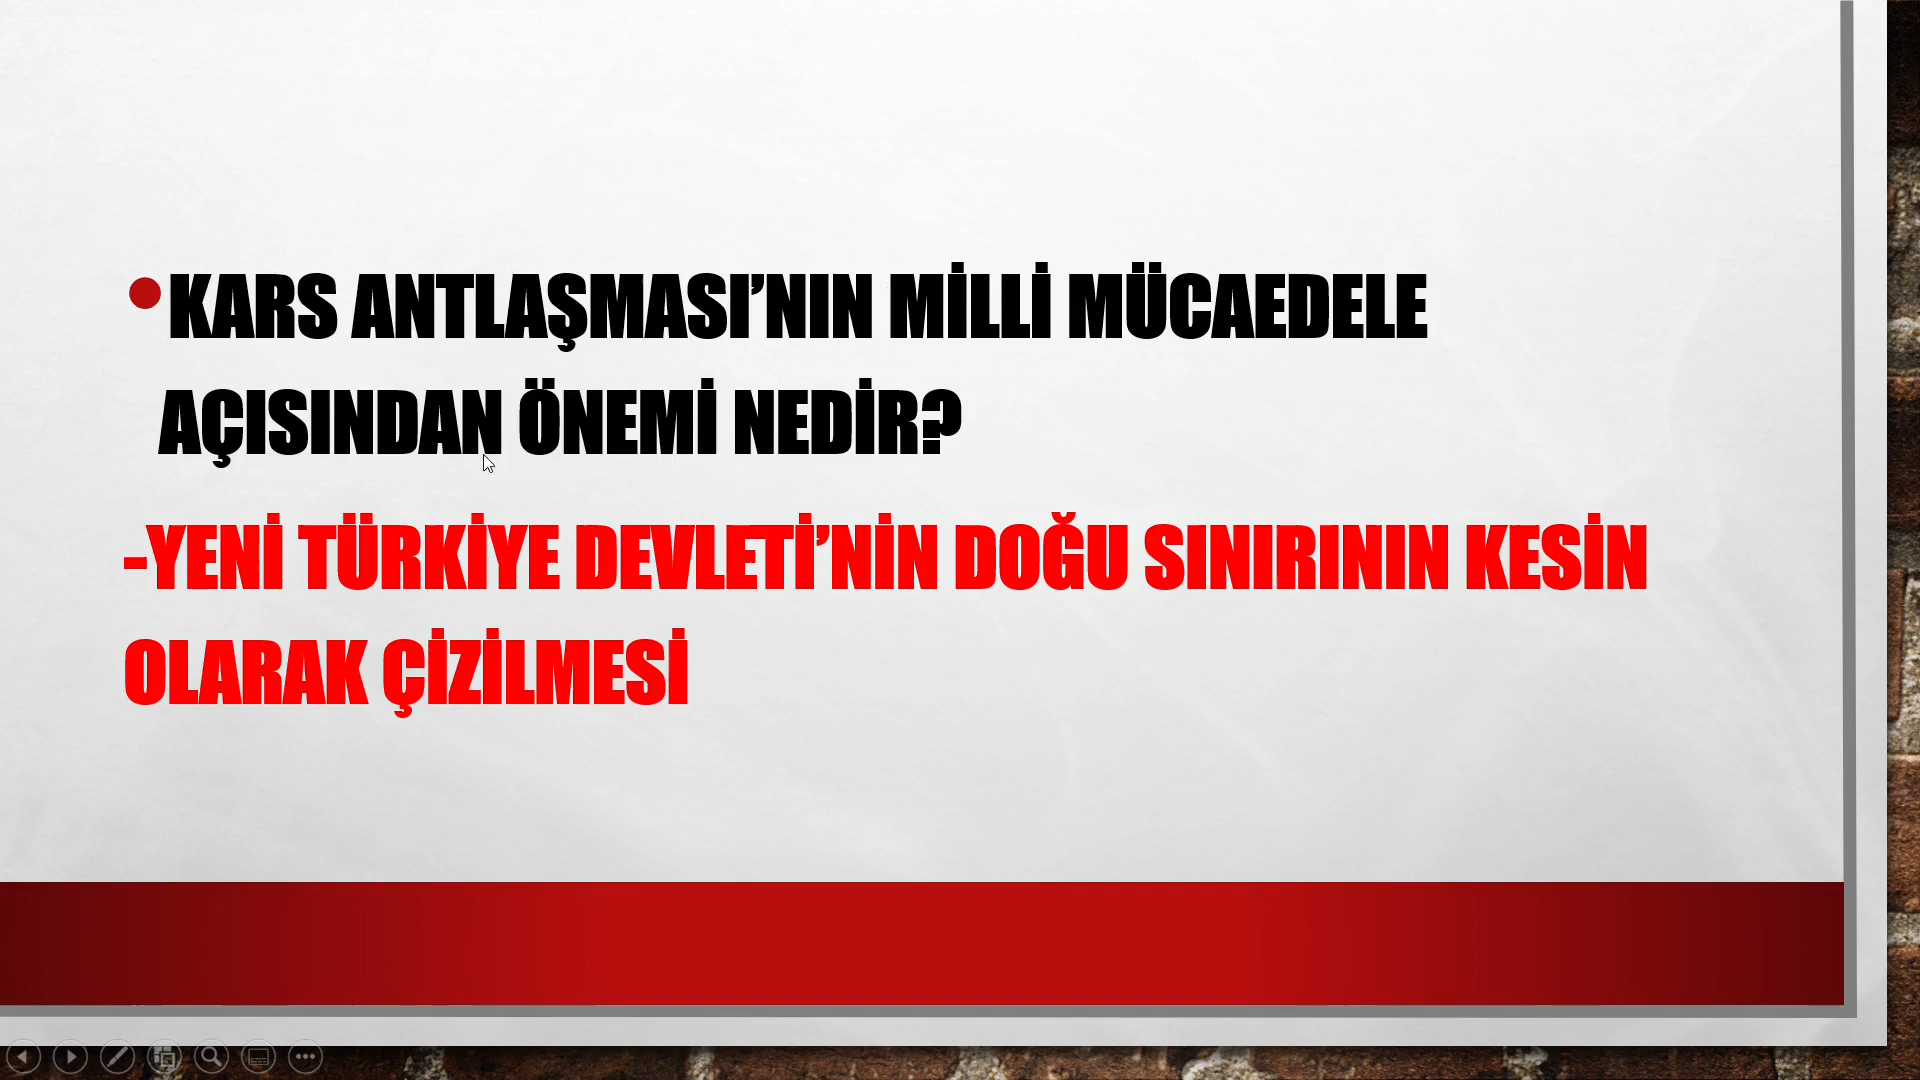 •KARS ANTLAŞMASI’NIN MİLLİ MÜCAEDELE
AÇISINDAN ÖNEMİ NEDİR?
-YENİ TÜRKİYE DEVLETİ’NİN DOĞU SINIRININ KESİN
OLARAK ÇİZİLMESİ